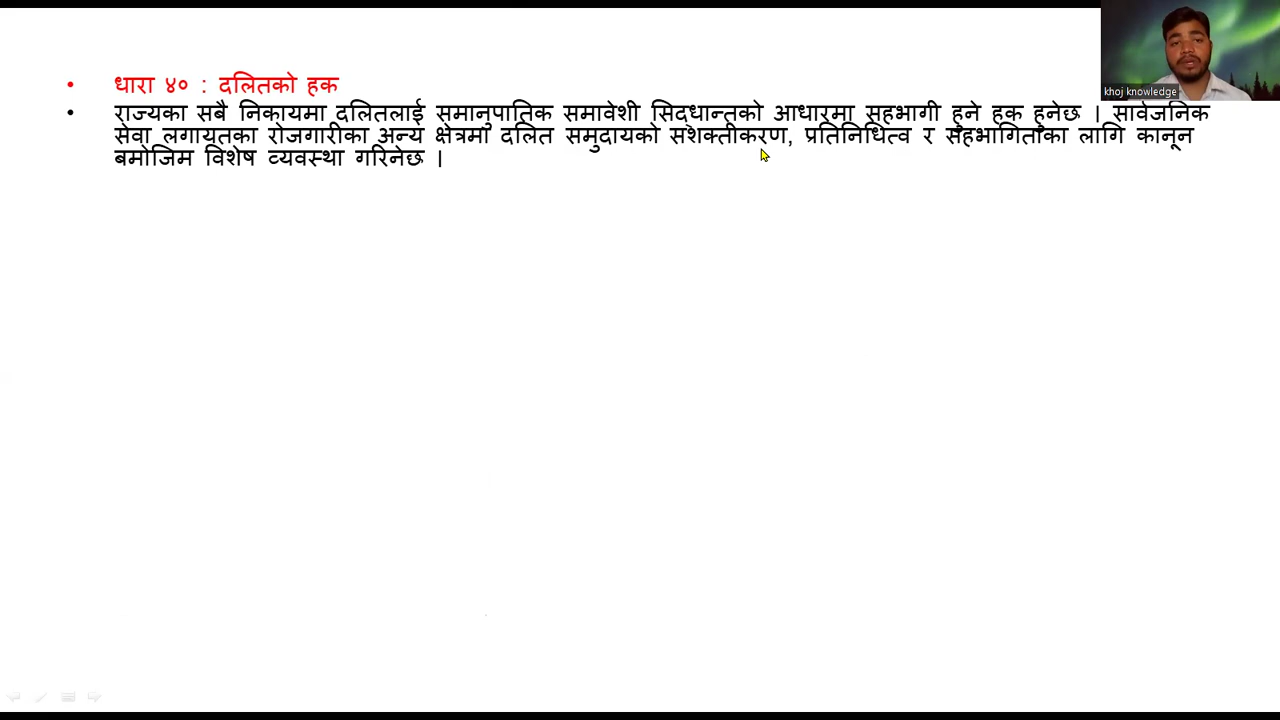 धारा ४० : दलितको हक
राज्यका सबै निकायमा दलितलाई समानुपातिक समावेशी सिद्धान्तको आधारमा सहभागी हुने हक हुनेछ । सार्वजनिक
सेवा लगायतका रोजगारीका अन्य क्षेत्रमा दलित समुदायको सशक्तीकरण, प्रतिनिधित्व र सहभागिताका लागि कानून
बमोजिम विशेष व्यवस्था गरिनेछ ।
khoj knowledge